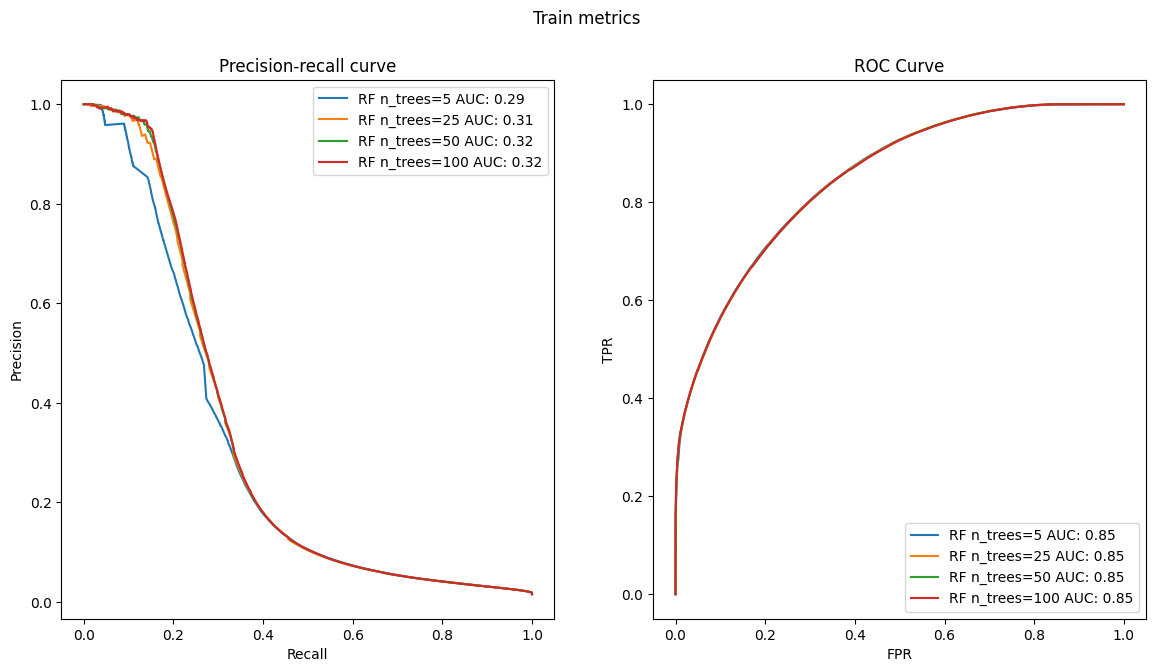 Train metrics
Precision-recall curve
RF n_trees=5 AUC: 0.29
RF n_trees=25 AUC: 0.31
RF n_trees=50 AUC: 0.32
RF n_trees=100 AUC: 0.32
Precision
1.0
0.8
0.6
0.4
0.2
0.0
0.0 0.2 0.4 0.6 0.8 1.0
Recall
ROC Curve
TPR
1.0
0.8
0.6
0.4
0.2
0.0
RF n_trees=5 AUC: 0.85
RF n_trees=25 AUC: 0.85
RF n_trees=50 AUC: 0.85
RF n_trees=100 AUC: 0.85
0.0 0.2 0.4 0.6 0.8 1.0
FPR